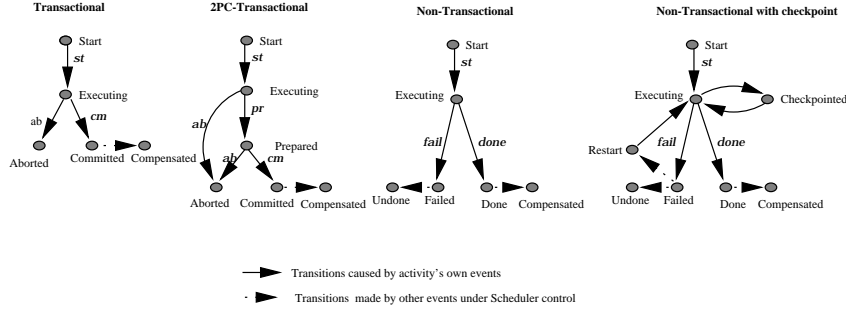 Transactional
2PC-Transactional
Non-Transactional
Non-Transactional with checkpoint
Start
st
Executing
ab
cm
Aborted
Committed
Compensated
Start
st
Executing
pr
ab
Prepared
ab
cm
Aborted
Committed
Compensated
Start
st
Executing
fail
done
Undone
Failed
Done
Compensated
Start
st
Executing
Checkpointed
Restart
fail
done
Undone
Failed
Done
Compensated
Transitions caused by activity's own events
Transitions made by other events under Scheduler control